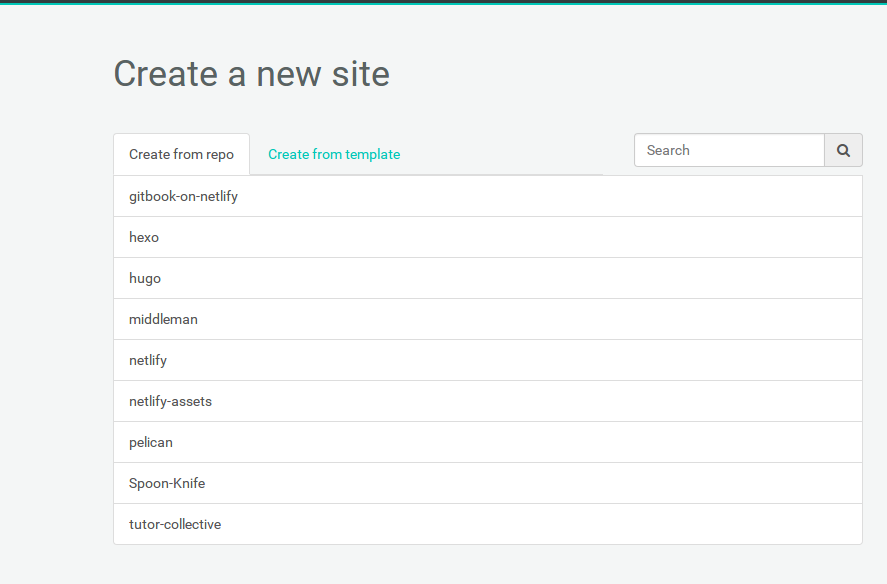 Create a new site
Create from repo Create from template Search
gitbook-on-netlify
hexo
hugo
middleman
netlify
netlify-assets
pelican
Spoon-Knife
tutor-collective